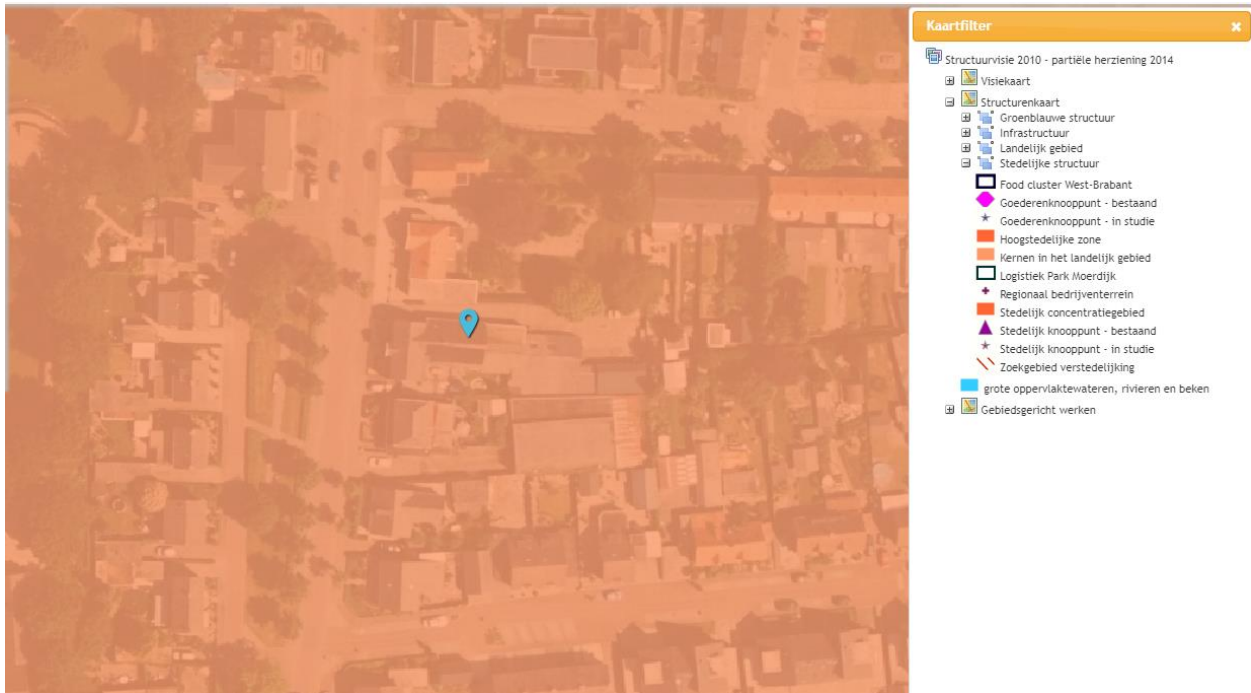 Kaartfilter
Structuurvisie 2010 - partiële herziening 2014
Visiekaart
Structurenkaart
Groenblauwe structuur
Infrastructuur
Landelijk gebied
Stedelijke structuur
Food cluster West-Brabant
Goederenknooppunt - bestaand
Goederenknooppunt - in studie
Hoogstedelijke zone
Kernen in het landelijk gebied
Logistiek Park Moerdijk
Regionaal bedrijventerrein
Stedelijk concentratiegebied
Stedelijk knooppunt - bestaand
Stedelijk knooppunt - in studie
Zoekgebied verstedelijking
grote oppervlaktewateren, rivieren en beken
Gebiedsgericht werken